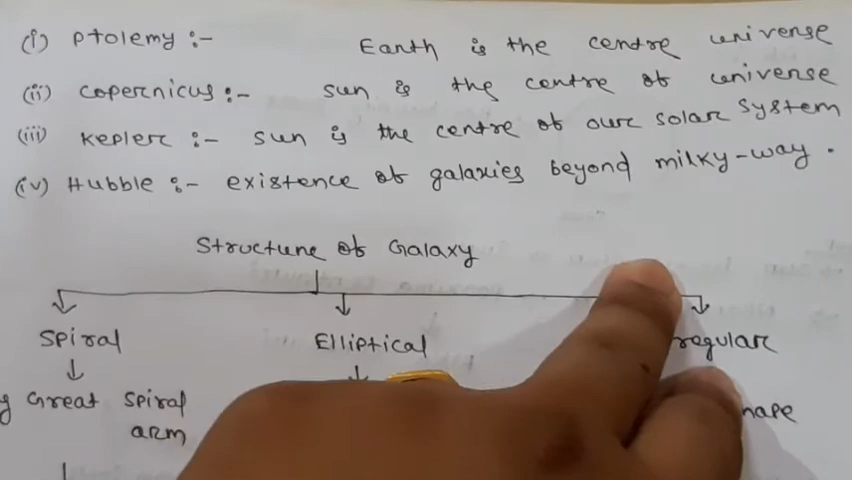 (i) Ptolemy :- Earth is the centre universe
(ii) Copernicus :- sun is the centre of universe
(iii) Kepler :- sun is the centre of our solar system
(iv) Hubble :- existence of galaxies beyond milky-way.
Structure of Galaxy
Spiral Elliptical regular
Great Spiral
arm